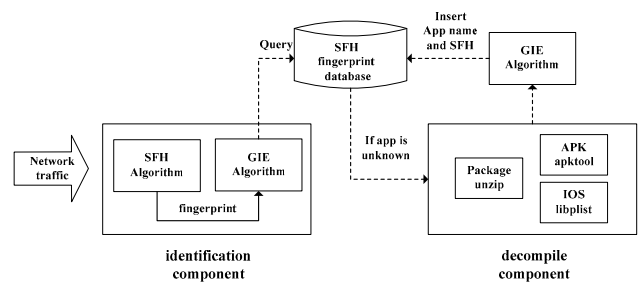 Query
SFH
fingerprint
database
Insert
App name
and SFH
GIE
Algorithm
Network
traffic
SFH
Algorithm
GIE
Algorithm
fingerprint
If app is
unknown
Package
unzip
APK
apktool
IOS
libplist
identification
component
decompile
component